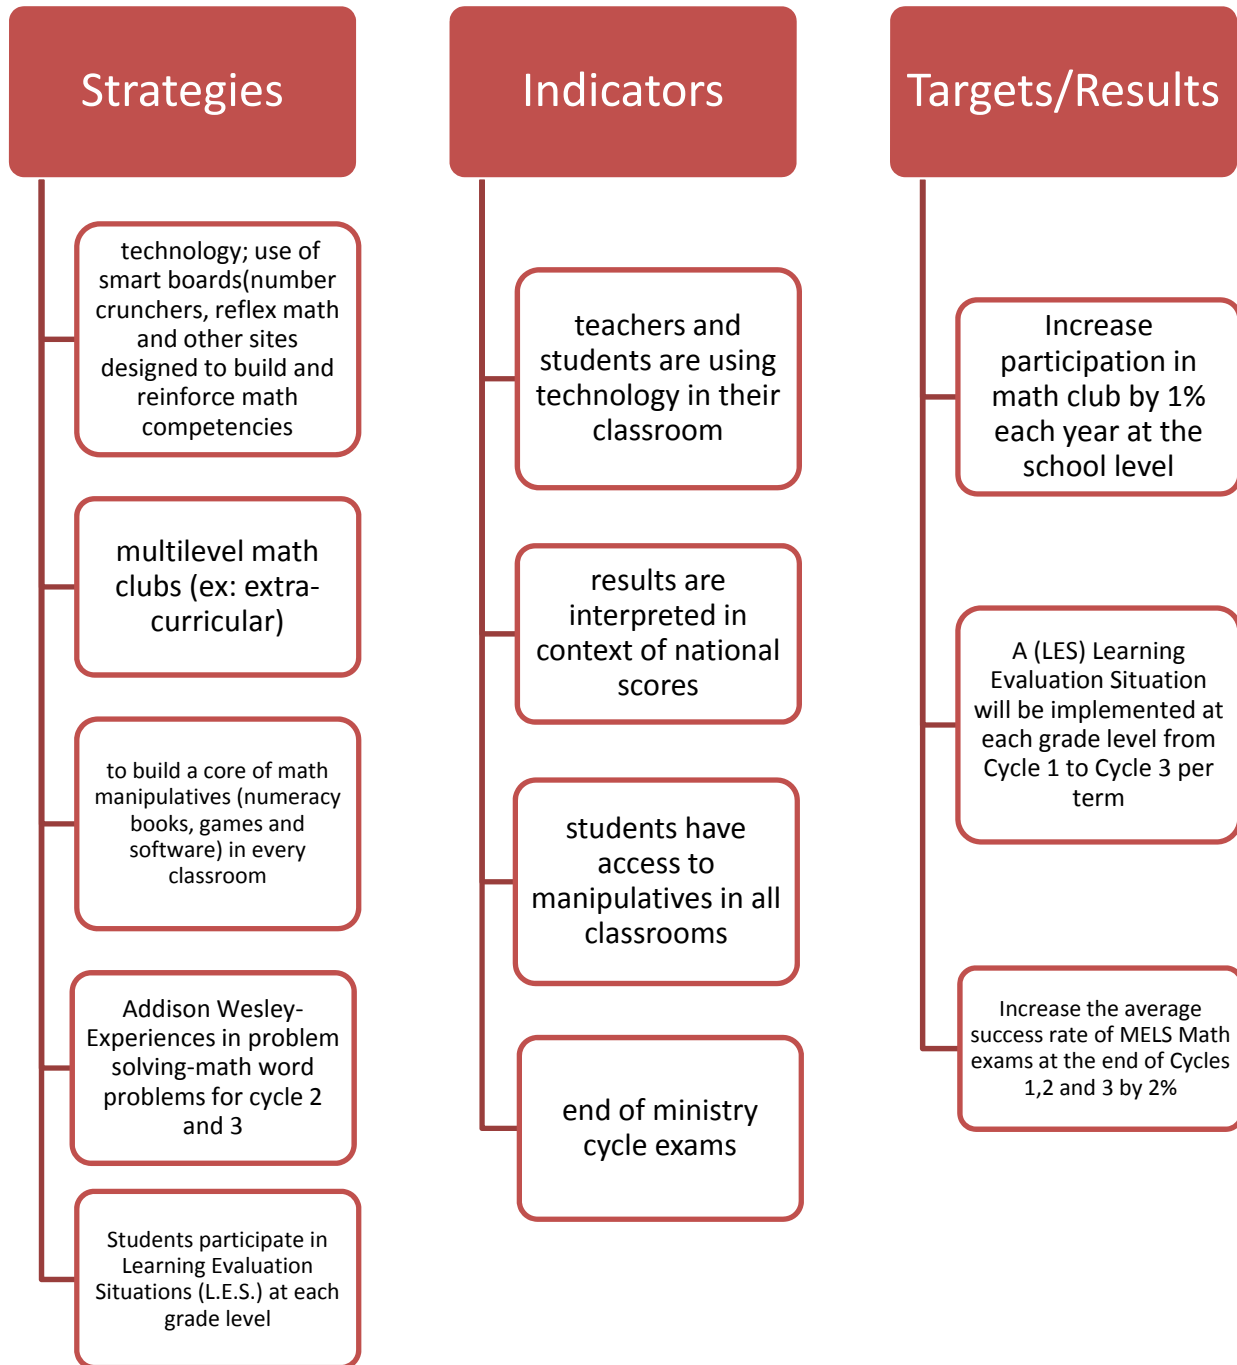 Strategies
technology; use of
smart boards(number
crunchers, reflex math
and other sites
designed to build and
reinforce math
competencies
multilevel math
clubs (ex: extra-
curricular)
to build a core of math
manipulatives (numeracy
books, games and
software) in every
classroom
Addison Wesley-
Experiences in problem
solving-math word
problems for cycle 2
and 3
Students participate in
Learning Evaluation
Situations (L.E.S.) at each
grade level
Indicators
teachers and
students are using
technology in their
classroom
results are
interpreted in
context of national
scores
students have
access to
manipulatives in all
classrooms
end of ministry
cycle exams
Targets/Results
Increase
participation in
math club by 1%
each year at the
school level
A (LES) Learning
Evaluation Situation
will be implemented at
each grade level from
Cycle 1 to Cycle 3 per
term
Increase the average
success rate of MELS Math
exams at the end of Cycles
1,2 and 3 by 2%